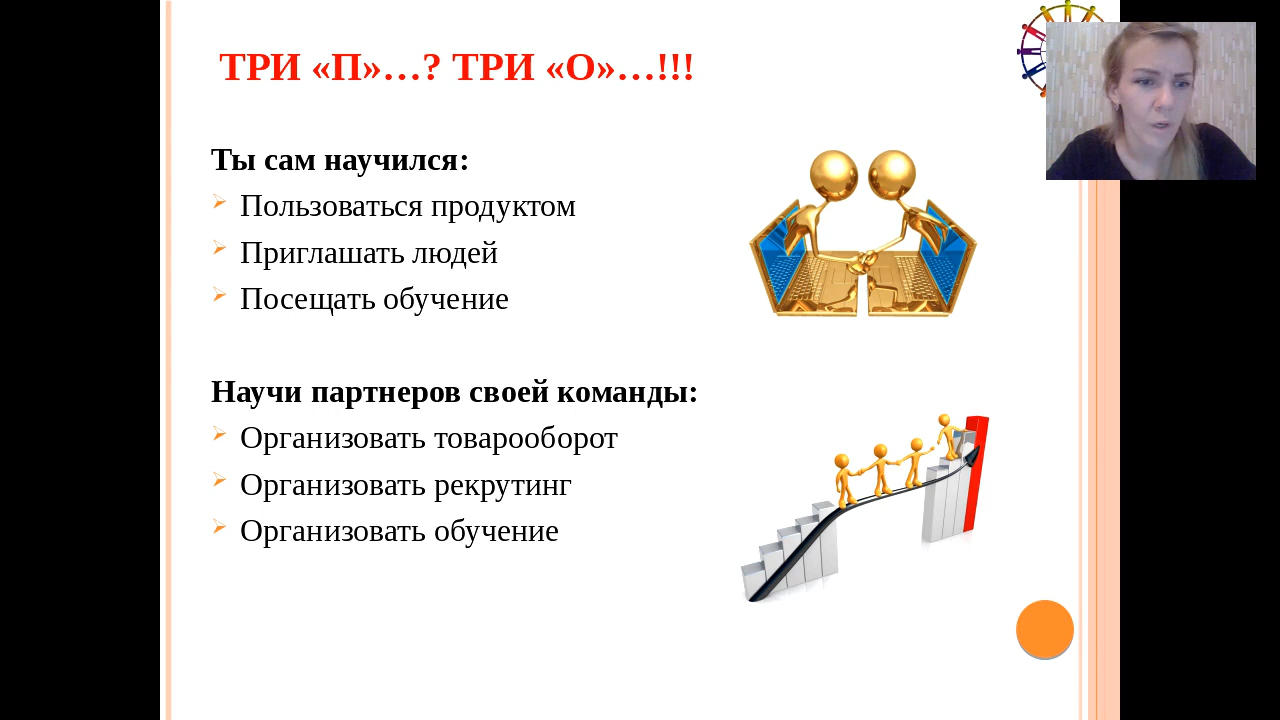 ТРИ «П»…? ТРИ «О»…!!!
Ты сам научился:
Пользоваться продуктом
Приглашать людей
Посещать обучение
Научи партнеров своей команды:
Организовать товарооборот
Организовать рекрутинг
Организовать обучение